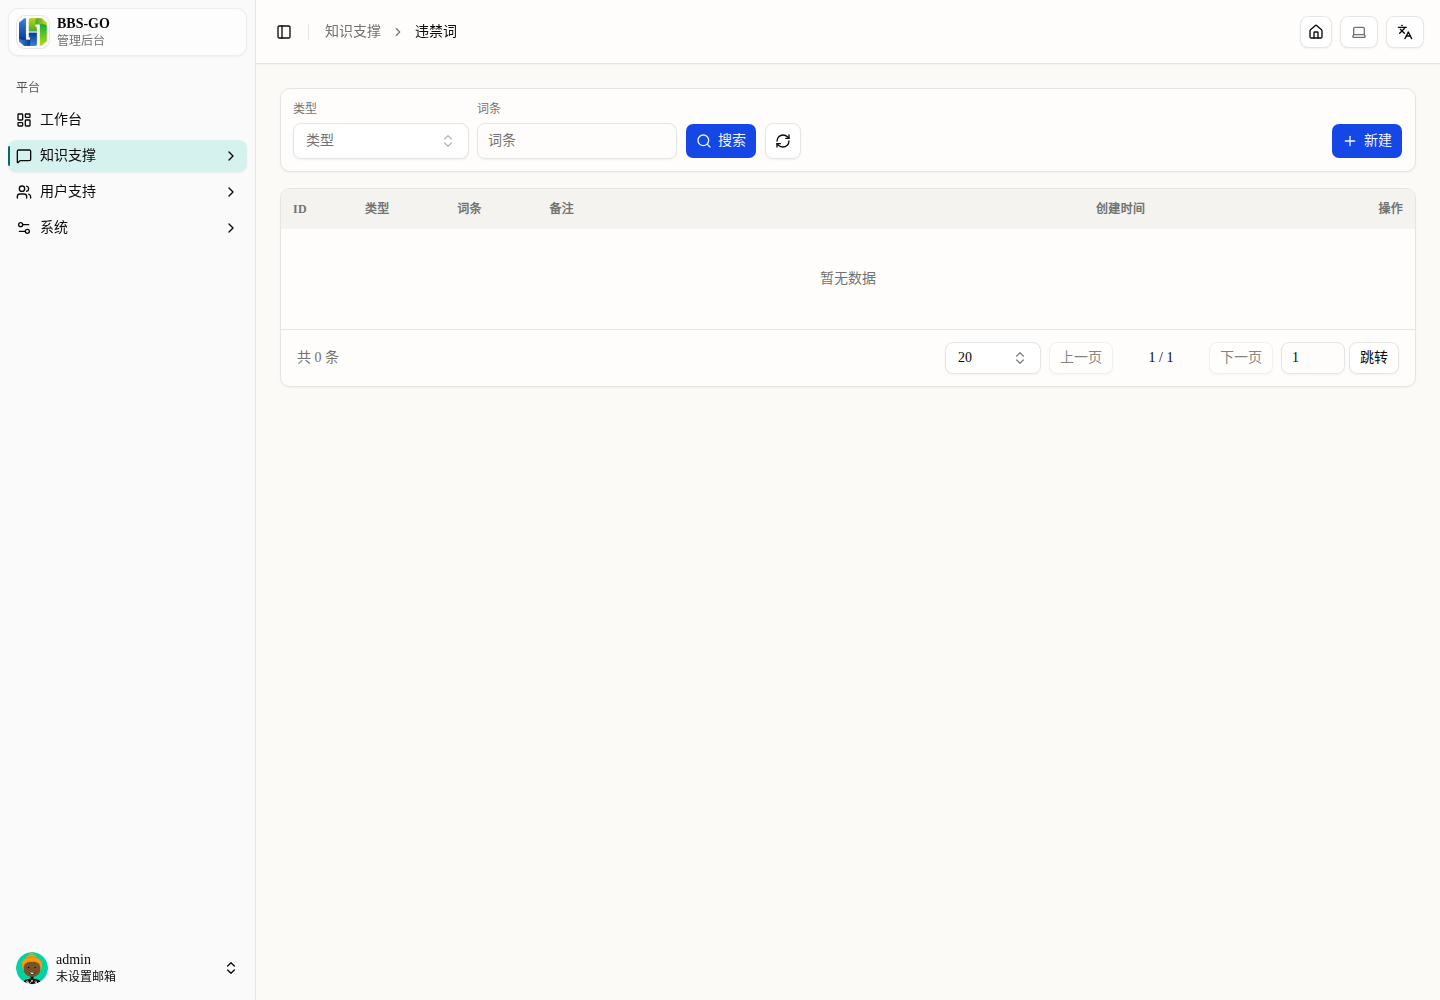 BBS-GO
管理后台
平台
工作台
知识支撑
用户支持
系统
admin
未设置邮箱
知识支撑 违禁词
类型 词条
类型 词条 搜索 新建
ID 类型 词条 备注 创建时间 操作
暂无数据
共 0 条 20 上一页 1 / 1 下一页 1 跳转